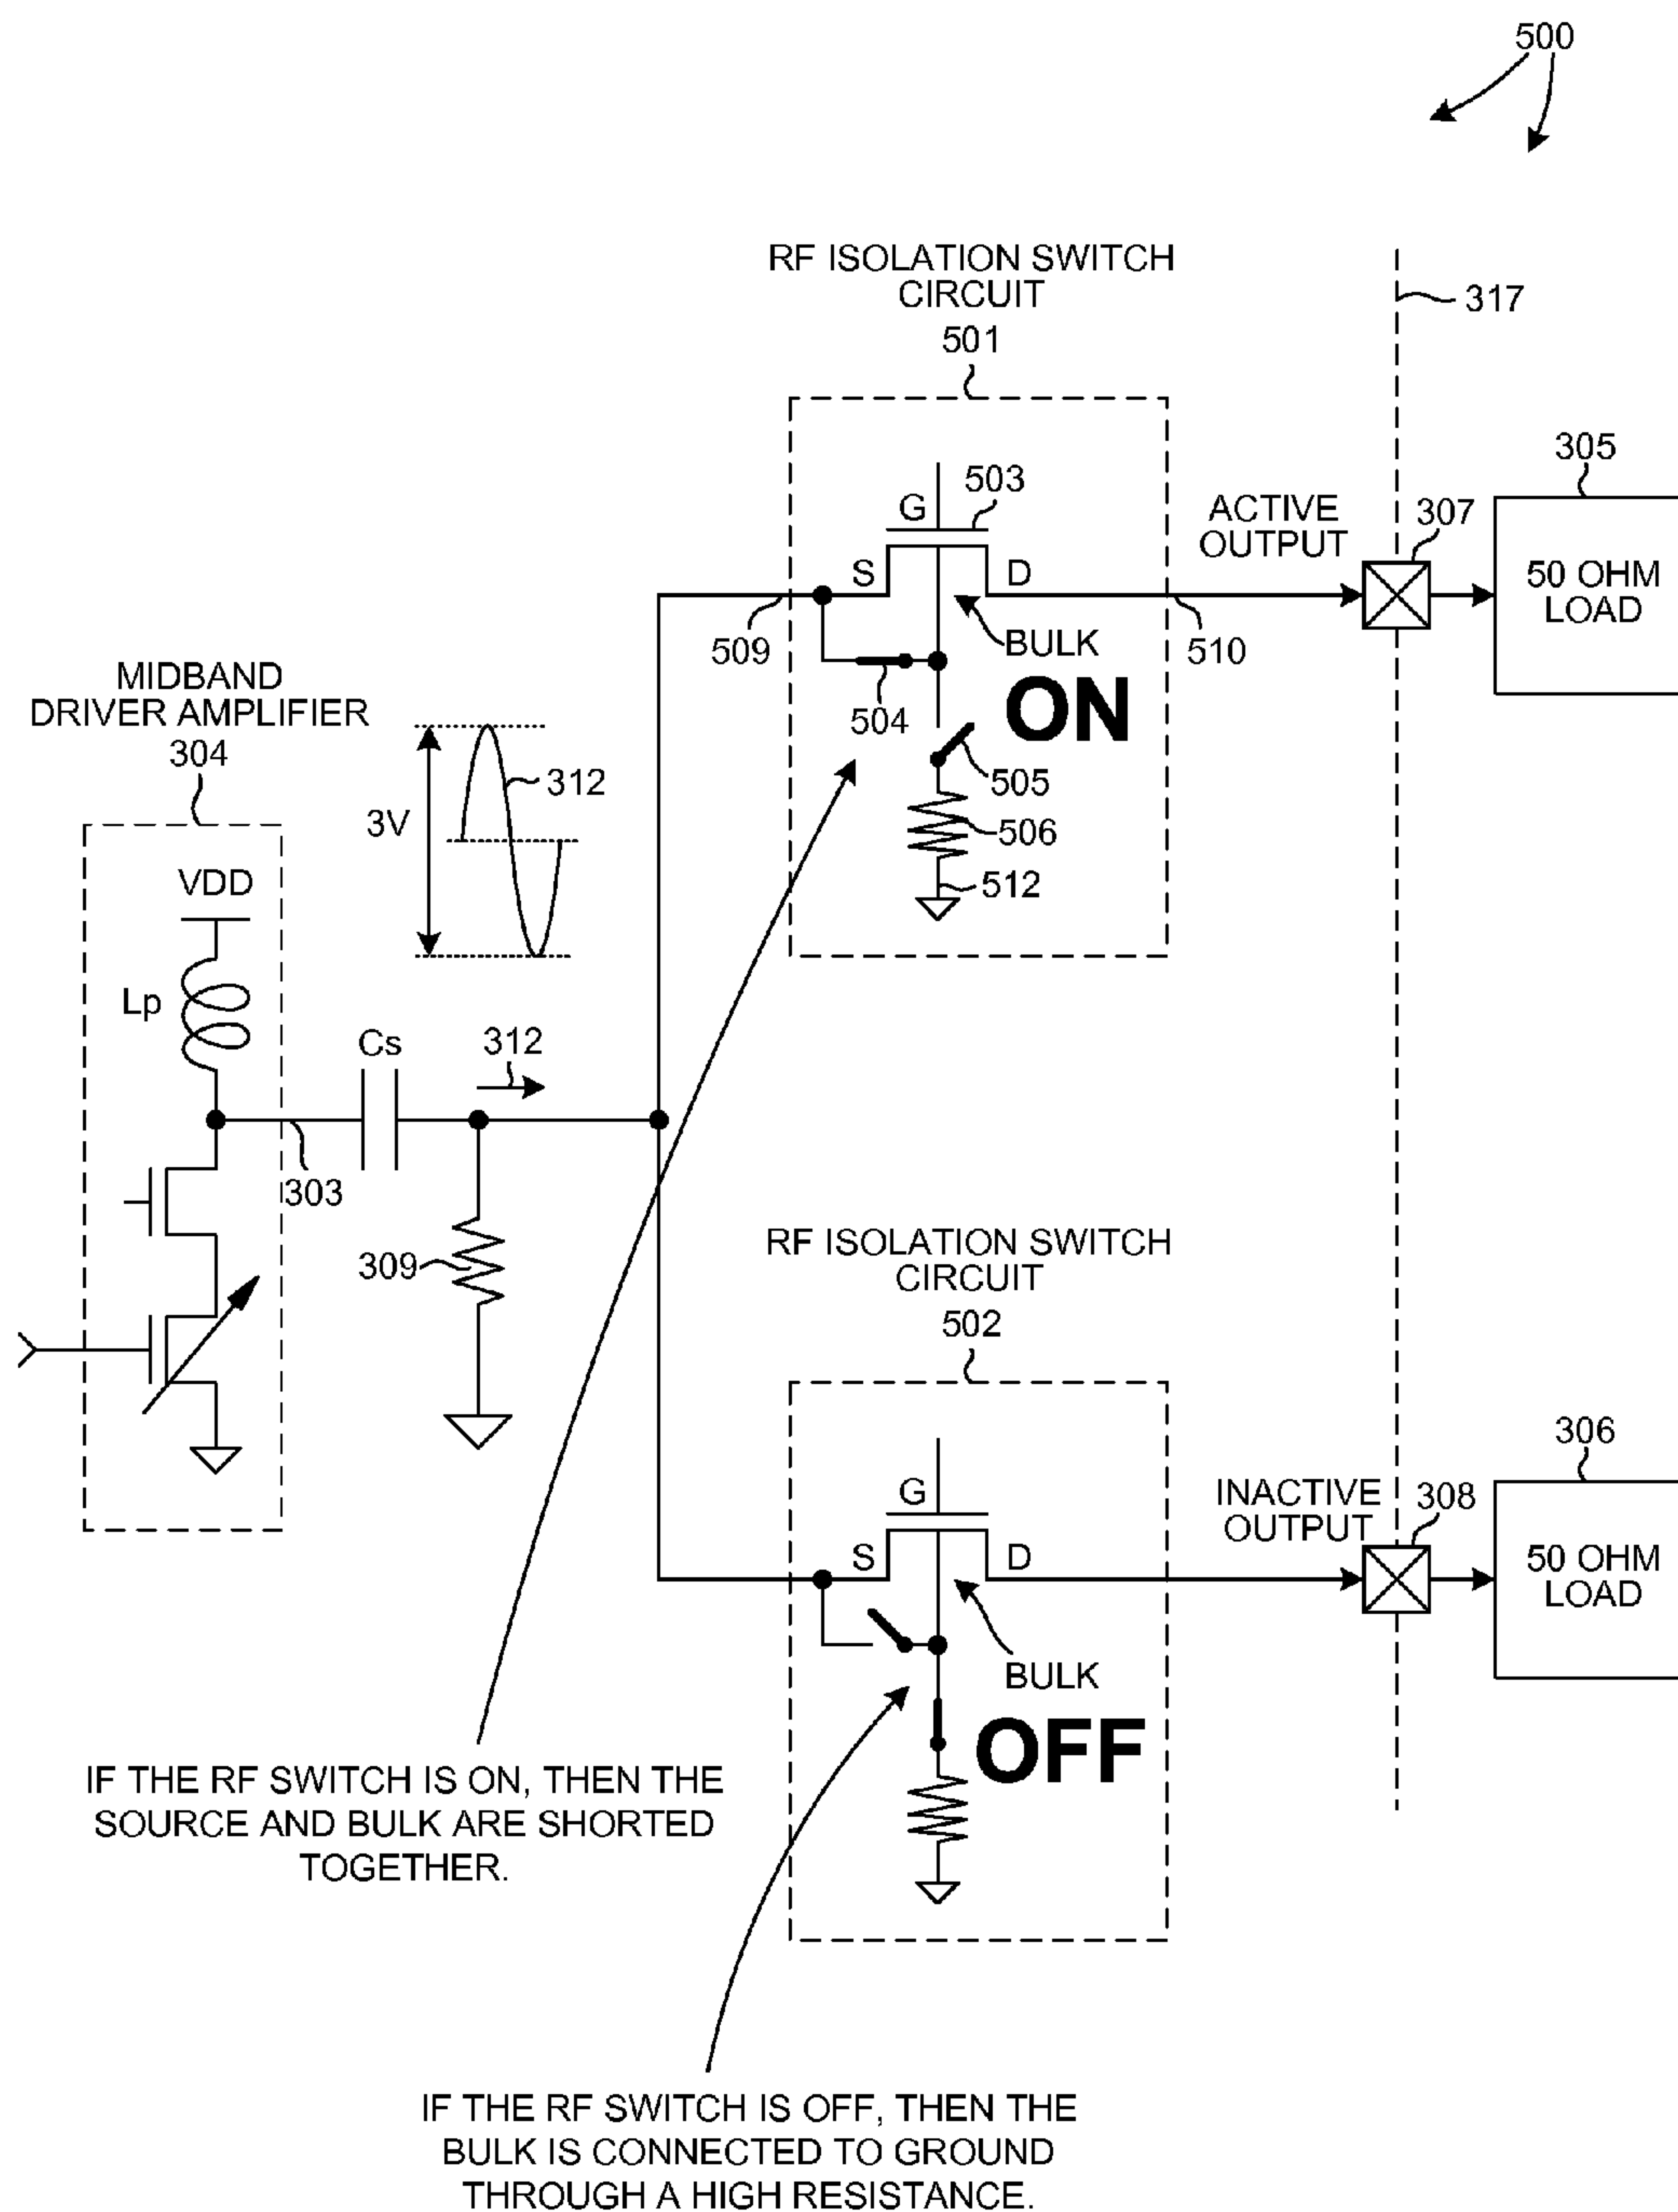 500
RF ISOLATION SWITCH
CIRCUIT
501
317
305
503
G
S
D
ACTIVE
OUTPUT
307
50 OHM
LOAD
509
BULK
510
504
ON
505
506
512
MIDBAND
DRIVER AMPLIFIER
304
312
3V
VDD
Lp
Cs
312
303
309
RF ISOLATION SWITCH
CIRCUIT
502
306
G
S
D
INACTIVE
OUTPUT
308
50 OHM
LOAD
BULK
OFF
IF THE RF SWITCH IS ON, THEN THE
SOURCE AND BULK ARE SHORTED
TOGETHER.
IF THE RF SWITCH IS OFF, THEN THE
BULK IS CONNECTED TO GROUND
THROUGH A HIGH RESISTANCE.